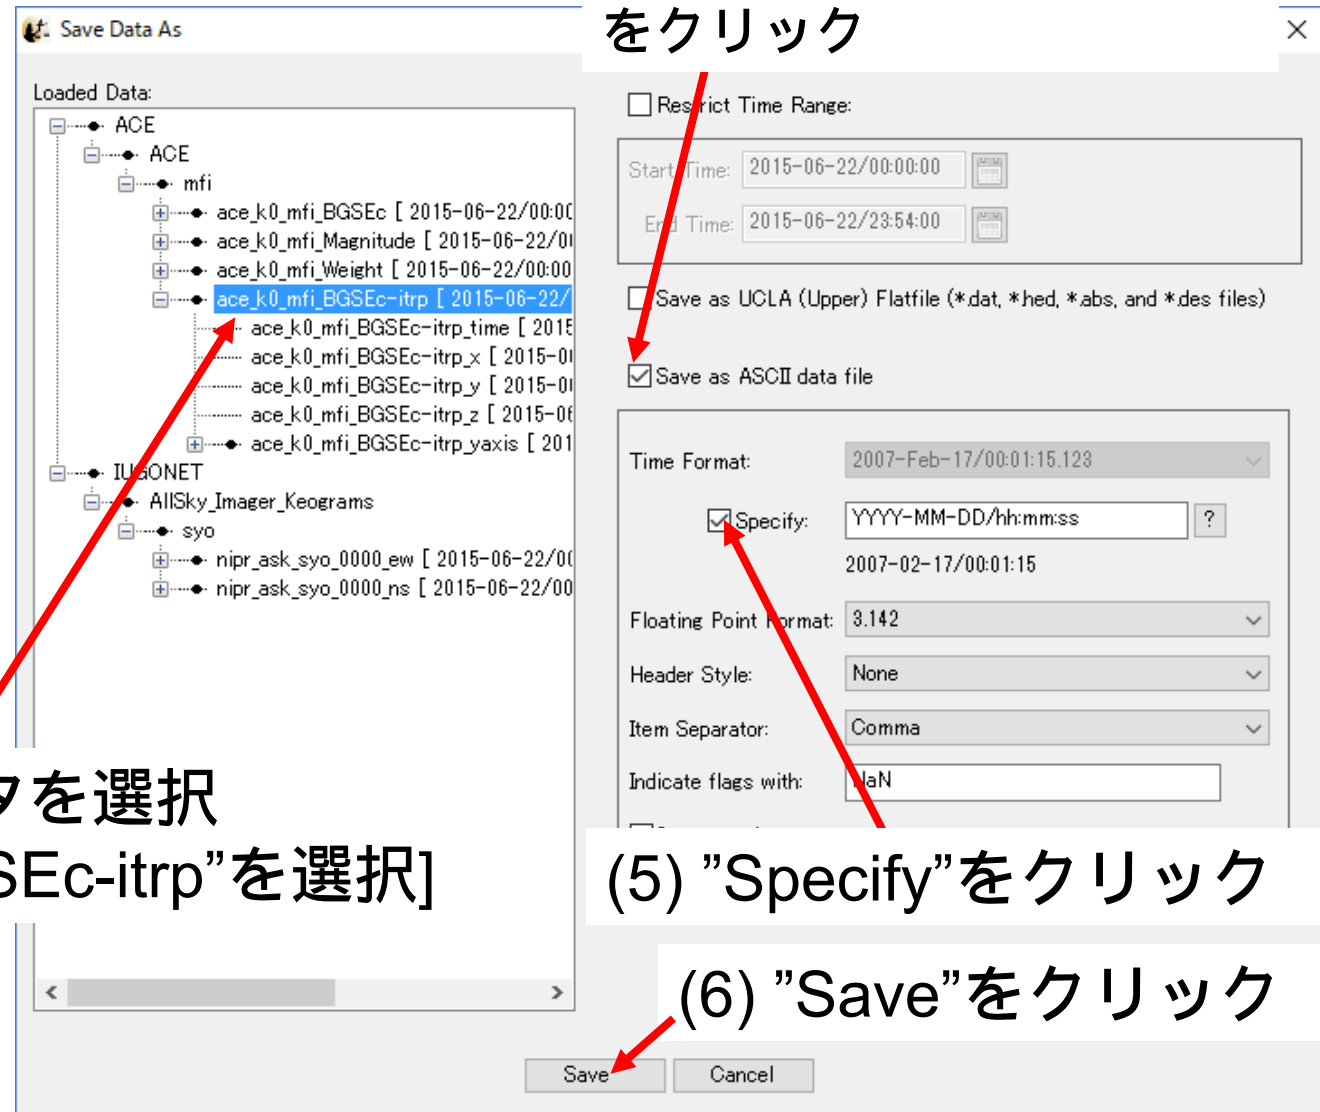 Save Data As
をクリック
Loaded Data:
ACE
ACE
mfi
ace_k0_mfi_BGSEc [ 2015-06-22/00:00
ace_k0_mfi_Magnitude [ 2015-06-22/0
ace_k0_mfi_Weight [ 2015-06-22/00:00
ace_k0_mfi_BGSEc-itrp [ 2015-06-22/
ace_k0_mfi_BGSEc-itrp_time [ 2015
ace_k0_mfi_BGSEc-itrp_x [ 2015-0
ace_k0_mfi_BGSEc-itrp_y [ 2015-0
ace_k0_mfi_BGSEc-itrp_z [ 2015-06
ace_k0_mfi_BGSEc-itrp_yaxis [ 201
IUGONET
AllSky_Imager_Keograms
syo
nipr_ask_syo_0000_ew [ 2015-06-22/00
nipr_ask_syo_0000_ns [ 2015-06-22/00
タを選択
SEc-itrp”を選択]
Restrict Time Range:
Start Time: 2015-06-22/00:00:00
End Time: 2015-06-22/23:54:00
Save as UCLA (Upper) Flatfile (*.dat, *.hed, *.abs, and *.des files)
Save as ASCII data file
Time Format: 2007-Feb-17/00:01:15.123
Specify: YYYY-MM-DD/hh:mm:ss ?
2007-02-17/00:01:15
Floating Point Format: 3.142
Header Style: None
Item Separator: Comma
Indicate flags with: NaN
(5) ”Specify”をクリック
(6) ”Save”をクリック
Save Cancel